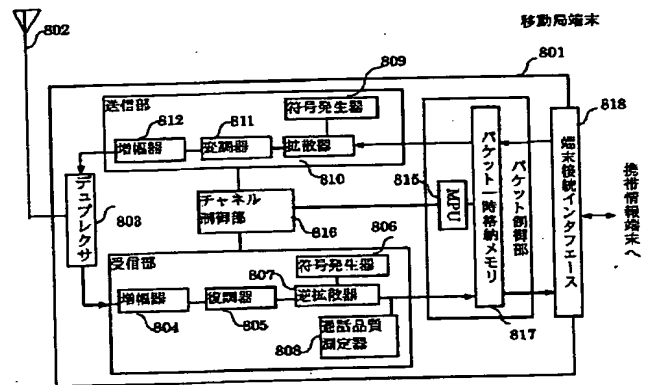 移動局端末
802
801
809
818
送信部
符号発生器
812
811
増幅器
変調器
拡散器
810
デュプレクサ
803
チャネル
制御部
816
815
MPU
パケット一時格納メモリ
パケット制御部
端末接続インタフェース
携帯情報端末へ
806
受信部
符号発生器
807
増幅器
復調器
逆拡散器
804
805
808
通話品質
測定器
817